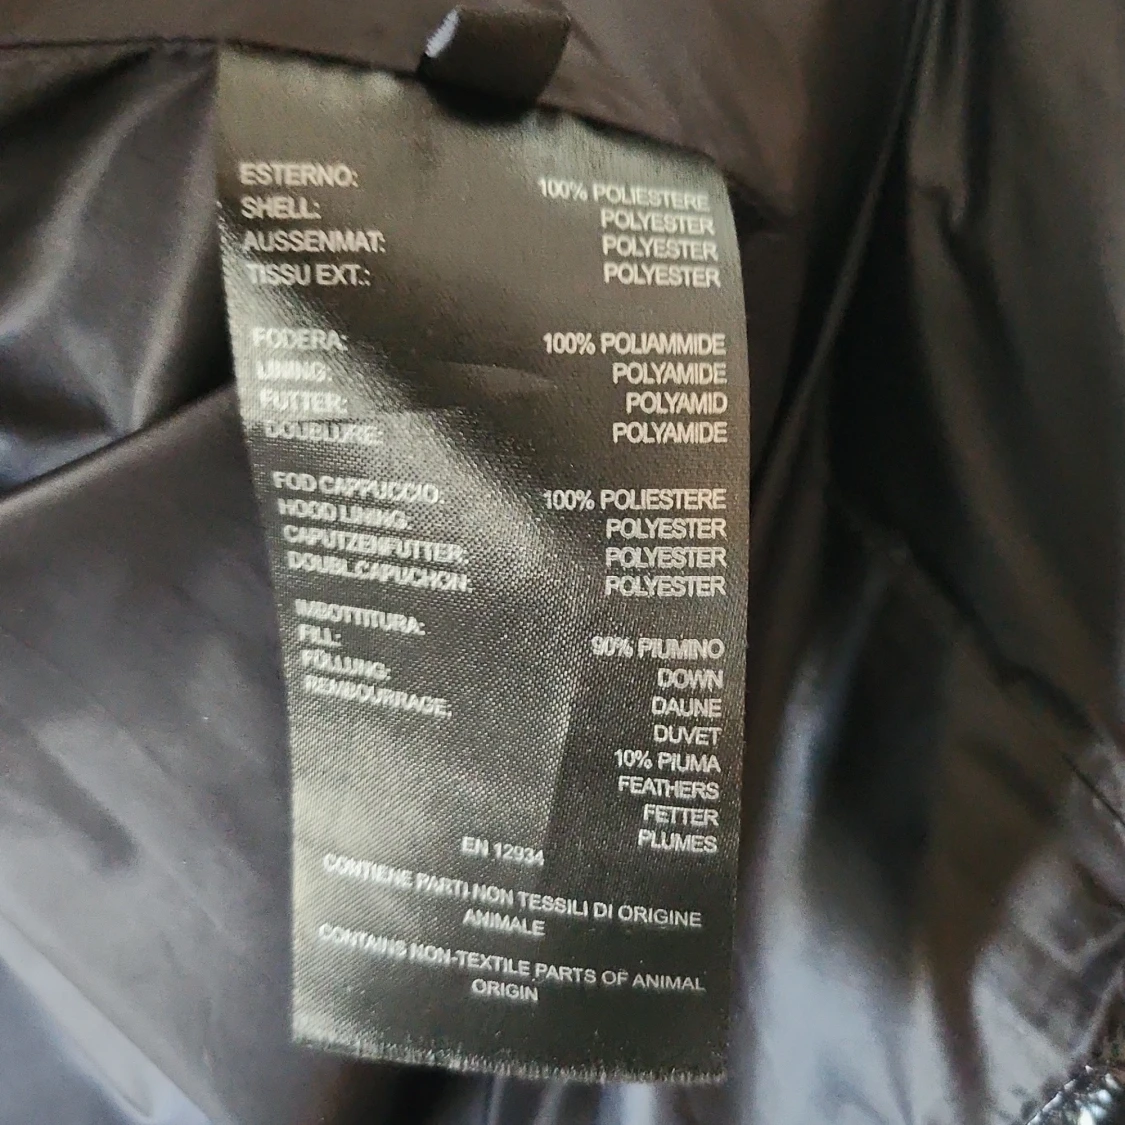 ESTERNO: 100% POLIESTERE
SHELL: POLYESTER
AUSSENMAT: POLYESTER
TISSU EXT.: POLYESTER
FODERA: 100% POLIAMMIDE
LINING: POLYAMIDE
FUTTER: POLYAMID
DOUBLURE: POLYAMIDE
FOD CAPPUCCIO: 100% POLIESTERE
HOOD LINING: POLYESTER
CAPUTZENFUTTER: POLYESTER
DOUBL.CAPUCHON: POLYESTER
IMBOTTITURA: 90% PIUMINO
FILL: DOWN
FÜLLUNG: DAUNE
REMBOURRAGE: DUVET
10% PIUMA
FEATHERS
FETTER
PLUMES
EN 12934
CONTIENE PARTI NON TESSILI DI ORIGINE
ANIMALE
CONTAINS NON-TEXTILE PARTS OF ANIMAL
ORIGIN